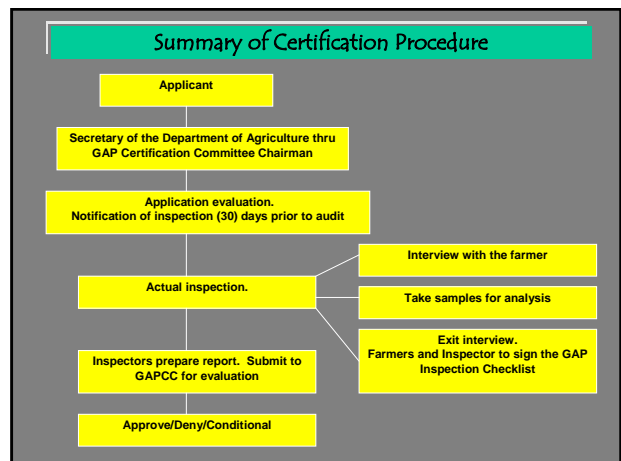 Summary of Certification Procedure
Applicant
Secretary of the Department of Agriculture thru
GAP Certification Committee Chairman
Application evaluation.
Notification of inspection (30) days prior to audit
Actual inspection.
Interview with the farmer
Take samples for analysis
Exit interview.
Farmers and Inspector to sign the GAP
Inspection Checklist
Inspectors prepare report.  Submit to
GAPCC for evaluation
Approve/Deny/Conditional